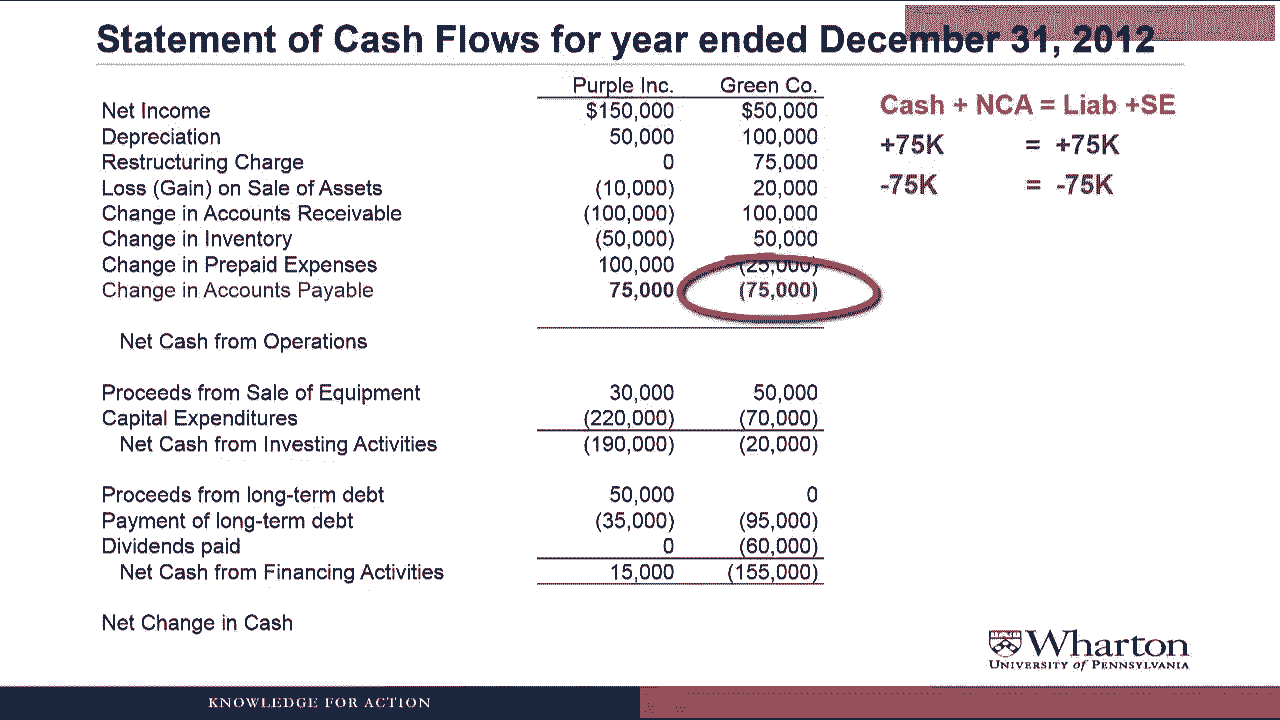 Statement of Cash Flows for year ended December 31, 2012
Purple Inc. Green Co.
Net Income $150,000 $50,000
Depreciation 50,000 100,000
Restructuring Charge 0 75,000
Loss (Gain) on Sale of Assets (10,000) 20,000
Change in Accounts Receivable (100,000) 100,000
Change in Inventory (50,000) 50,000
Change in Prepaid Expenses 100,000 (25,000)
Change in Accounts Payable 75,000 (75,000)
Net Cash from Operations
Proceeds from Sale of Equipment 30,000 50,000
Capital Expenditures (220,000) (70,000)
Net Cash from Investing Activities (190,000) (20,000)
Proceeds from long-term debt 50,000 0
Payment of long-term debt (35,000) (95,000)
Dividends paid 0 (60,000)
Net Cash from Financing Activities 15,000 (155,000)
Net Change in Cash
Cash + NCA = Liab +SE
+75K = +75K
-75K = -75K
Wharton
UNIVERSITY of PENNSYLVANIA
KNOWLEDGE FOR ACTION